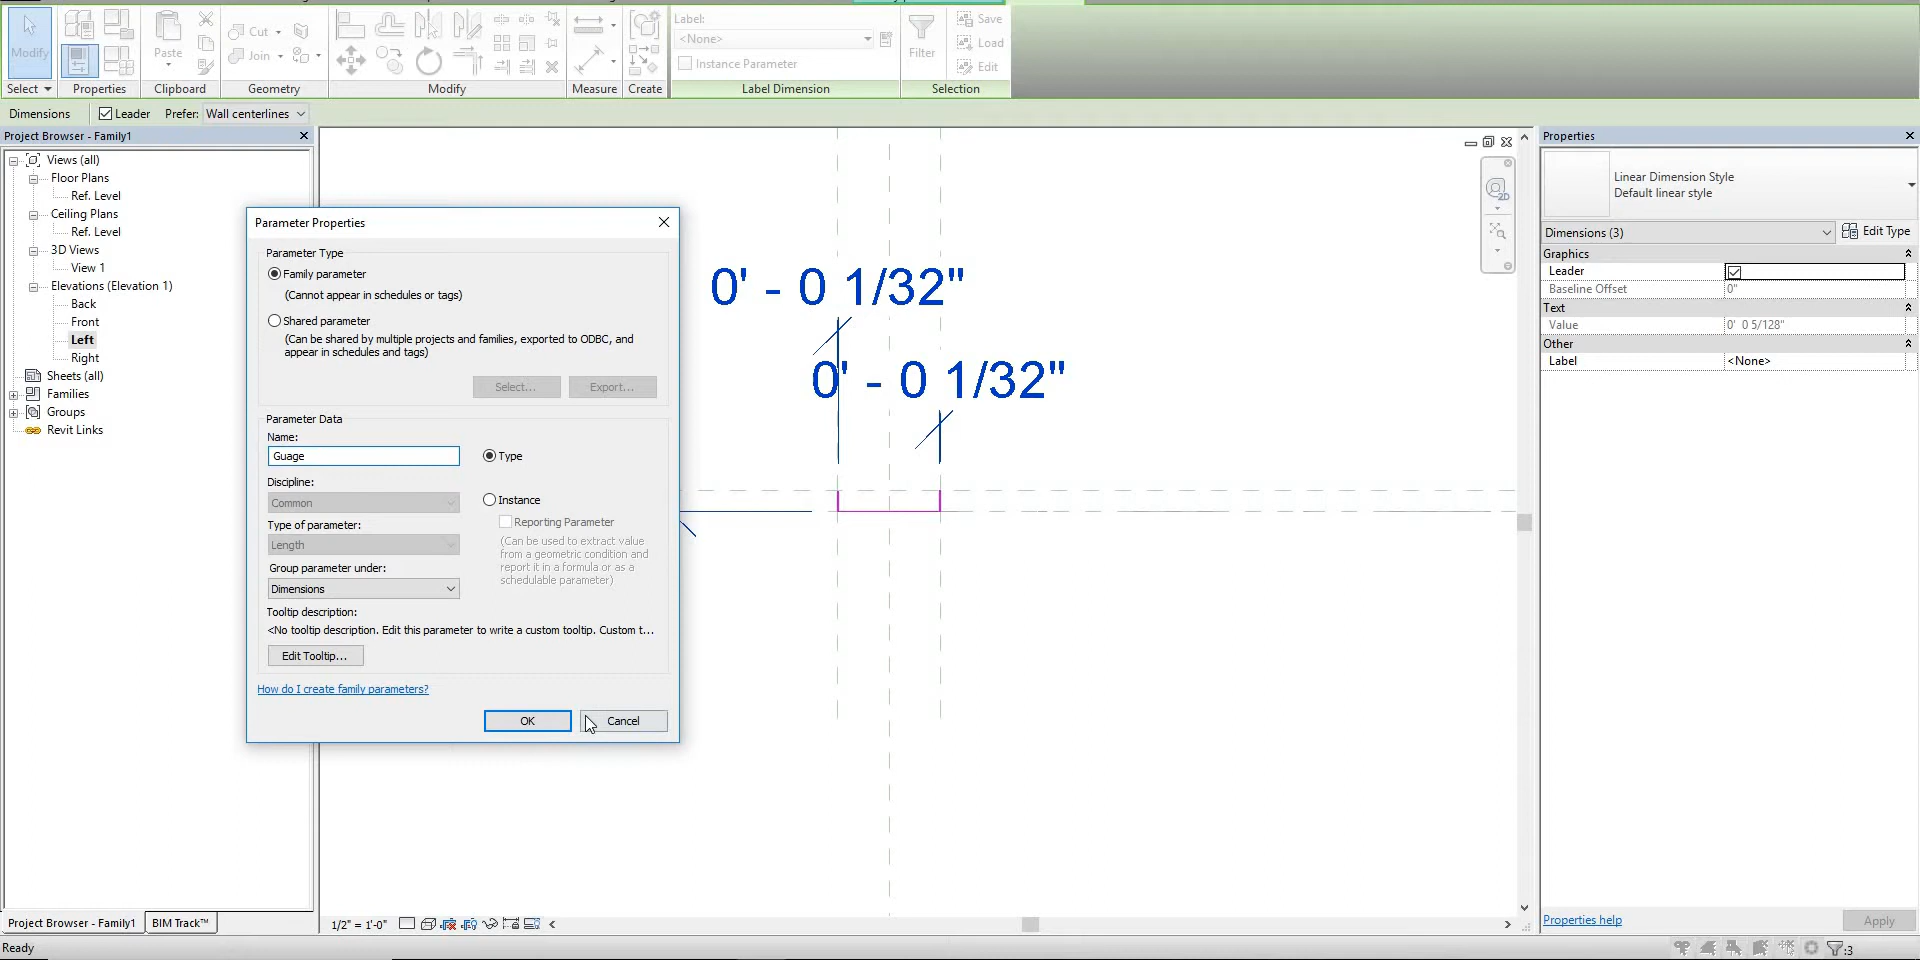 Label:
<None>
Instance Parameter
Modify
Cut
Join
Paste
Filter
Save
Load
Edit
Select
Properties
Clipboard
Geometry
Modify
Measure
Create
Label Dimension
Selection
Dimensions
Leader
Prefer:
Wall centerlines
Project Browser - Family1
Views (all)
Floor Plans
Ref. Level
Ceiling Plans
Ref. Level
3D Views
View 1
Elevations (Elevation 1)
Back
Front
Left
Right
Sheets (all)
Families
Groups
Revit Links
Parameter Properties
Parameter Type
Family parameter
(Cannot appear in schedules or tags)
Shared parameter
(Can be shared by multiple projects and families, exported to ODBC, and
appear in schedules and tags)
Select...
Export...
Parameter Data
Name:
Guage
Type
Discipline:
Common
Instance
Type of parameter:
Reporting Parameter
Length
(Can be used to extract value
from a geometric condition and
report it in a formula or as a
schedulable parameter)
Group parameter under:
Dimensions
Tooltip description:
<No tooltip description. Edit this parameter to write a custom tooltip. Custom t...
Edit Tooltip...
How do I create family parameters?
OK
Cancel
0' - 0 1/32"
0' - 0 1/32"
2D
Properties
Linear Dimension Style
Default linear style
Dimensions (3)
Edit Type
Graphics
Leader
Baseline Offset
0"
Text
Value
0' 0 5/128"
Other
Label
<None>
Properties help
Apply
Project Browser - Family1
BIM Track™
1/2" = 1'-0"
Ready
:3